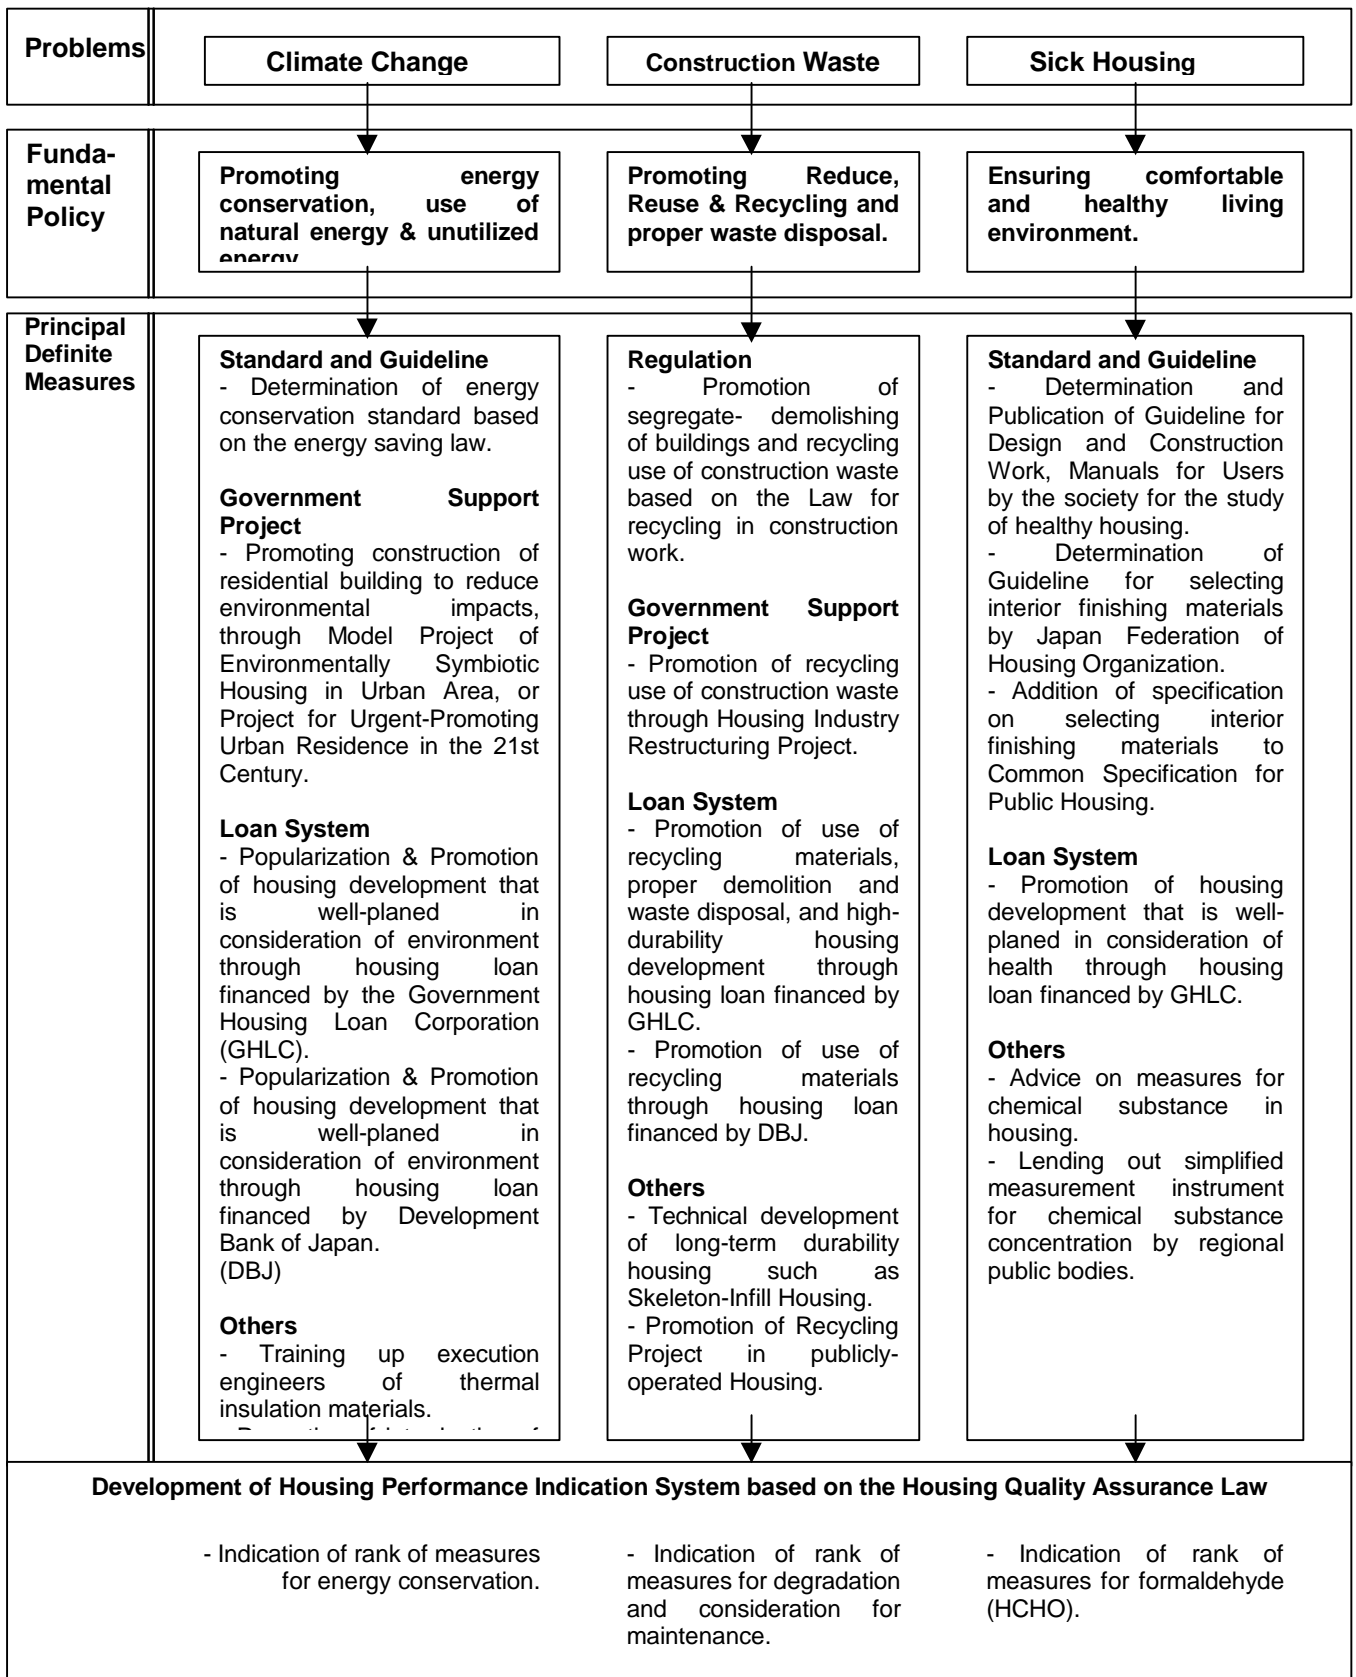 Problems
Climate Change
Construction Waste
Sick Housing
Funda-
mental
Policy
Promoting energy
conservation, use of
natural energy & unutilized
energy
Promoting Reduce,
Reuse & Recycling and
proper waste disposal.
Ensuring comfortable
and healthy living
environment.
Principal
Definite
Measures
Standard and Guideline
- Determination of energy
conservation standard based
on the energy saving law.
Government Support
Project
- Promoting construction of
residential building to reduce
environmental impacts,
through Model Project of
Environmentally Symbiotic
Housing in Urban Area, or
Project for Urgent-Promoting
Urban Residence in the 21st
Century.
Loan System
- Popularization & Promotion
of housing development that
is well-planed in
consideration of environment
through housing loan
financed by the Government
Housing Loan Corporation
(GHLC).
- Popularization & Promotion
of housing development that
is well-planed in
consideration of environment
through housing loan
financed by Development
Bank of Japan.
(DBJ)
Others
- Training up execution
engineers of thermal
insulation materials.
Regulation
- Promotion of
segregate- demolishing
of buildings and recycling
use of construction waste
based on the Law for
recycling in construction
work.
Government Support
Project
- Promotion of recycling
use of construction waste
through Housing Industry
Restructuring Project.
Loan System
- Promotion of use of
recycling materials,
proper demolition and
waste disposal, and high-
durability housing
development through
housing loan financed by
GHLC.
- Promotion of use of
recycling materials
through housing loan
financed by DBJ.
Others
- Technical development
of long-term durability
housing such as
Skeleton-Infill Housing.
- Promotion of Recycling
Project in publicly-
operated Housing.
Standard and Guideline
- Determination and
Publication of Guideline for
Design and Construction
Work, Manuals for Users
by the society for the study
of healthy housing.
- Determination of
Guideline for selecting
interior finishing materials
by Japan Federation of
Housing Organization.
- Addition of specification
on selecting interior
finishing materials to
Common Specification for
Public Housing.
Loan System
- Promotion of housing
development that is well-
planed in consideration of
health through housing
loan financed by GHLC.
Others
- Advice on measures for
chemical substance in
housing.
- Lending out simplified
measurement instrument
for chemical substance
concentration by regional
public bodies.
Development of Housing Performance Indication System based on the Housing Quality Assurance Law
- Indication of rank of measures
for energy conservation.
- Indication of rank of
measures for degradation
and consideration for
maintenance.
- Indication of rank of
measures for formaldehyde
(HCHO).